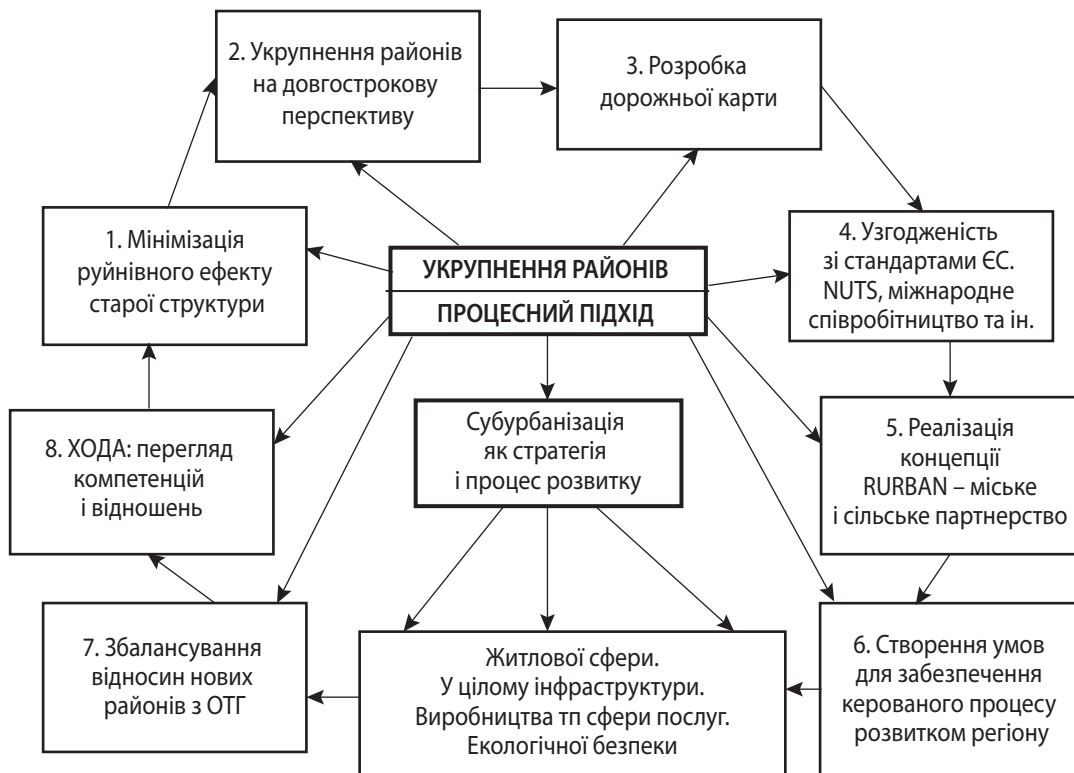 2. Укрупнення районів
на довгострокову
перспективу
3. Розробка
дорожньої карти
1. Мінімізація
руйнівного ефекту
старої структури
УКРУПНЕННЯ РАЙОНІВ
ПРОЦЕСНИЙ ПІДХІД
4. Узгодженість
зі стандартами ЄС.
NUTS, міжнародне
співробітництво та ін.
8. ХОДА: перегляд
компетенцій
і відношень
Субурбанізація
як стратегія
і процес розвитку
5. Реалізація
концепції
RURBAN – міське
і сільське партнерство
7. Збалансування
відносин нових
районів з ОТГ
Житлової сфери.
У цілому інфраструктури.
Виробництва тп сфери послуг.
Екологічної безпеки
6. Створення умов
для забезпечення
керованого процесу
розвитком регіону